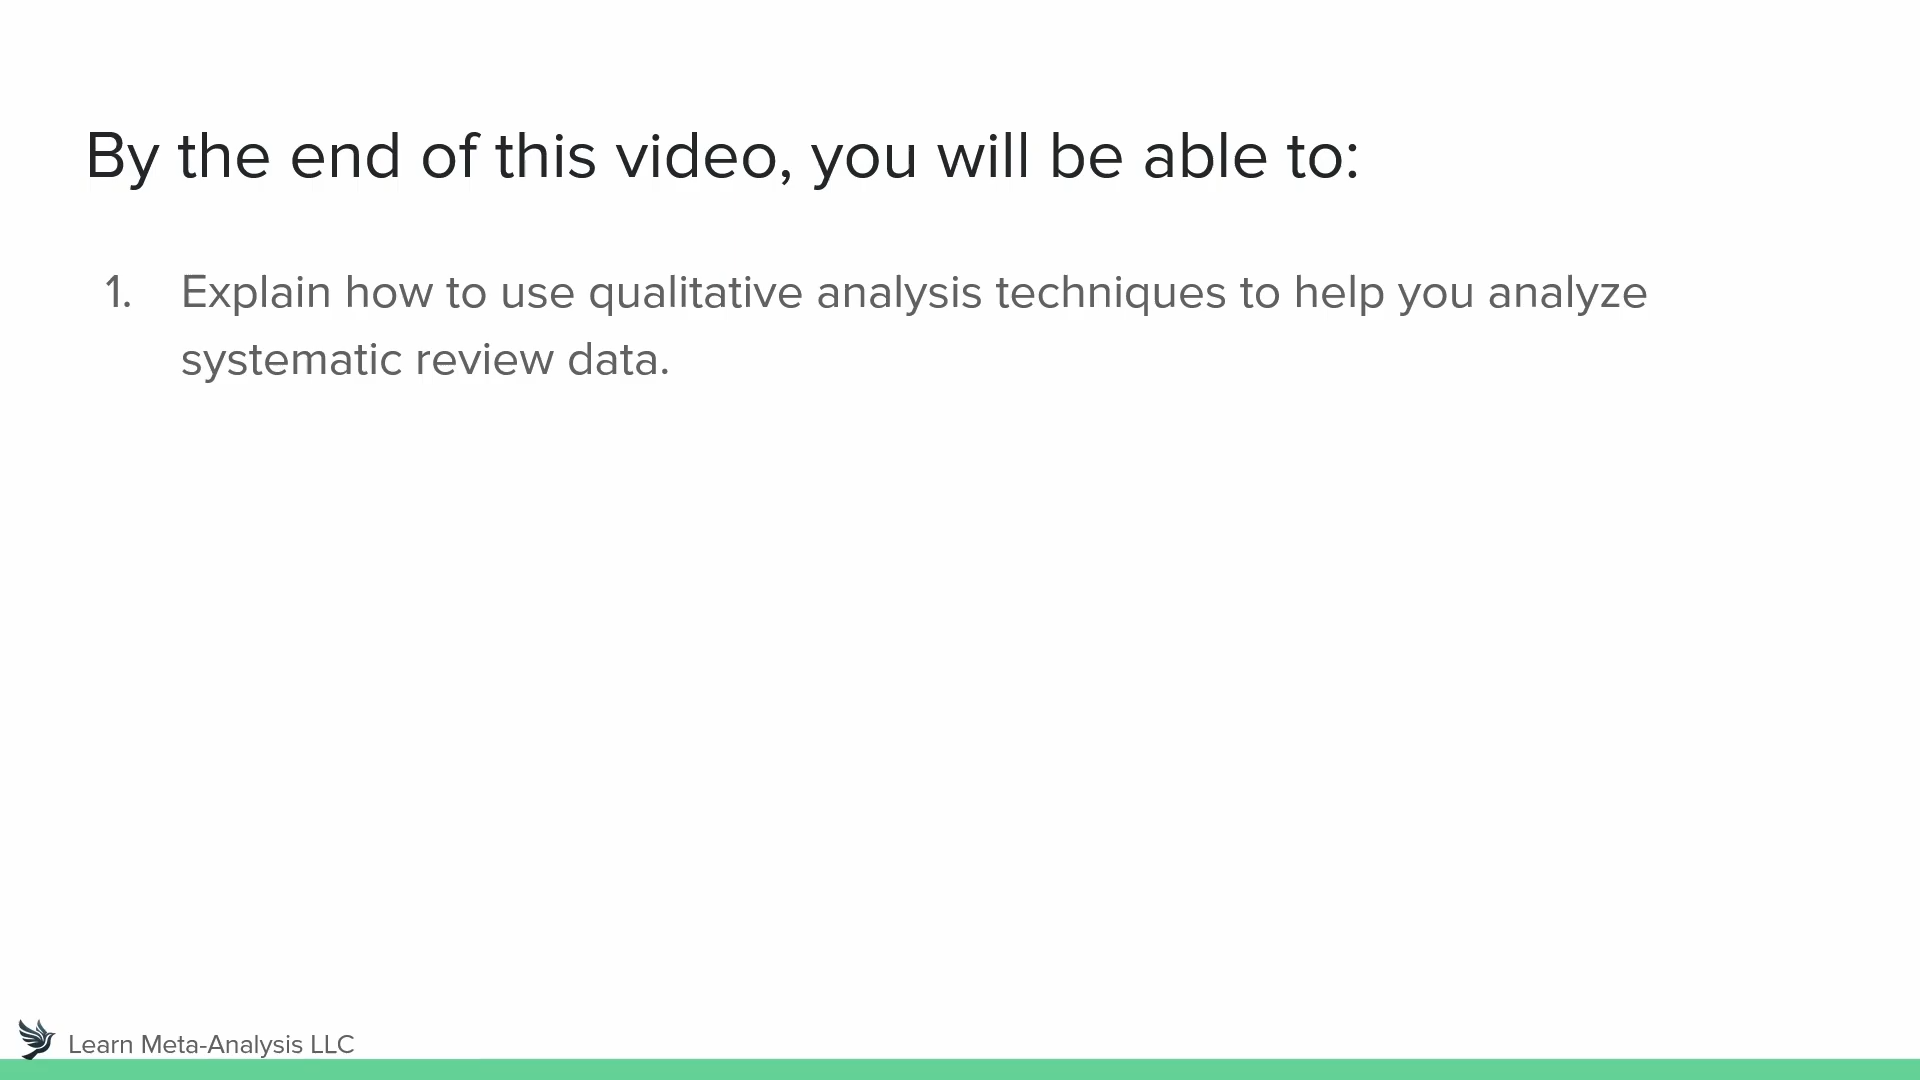 By the end of this video, you will be able to:
1. Explain how to use qualitative analysis techniques to help you analyze
systematic review data.
Learn Meta-Analysis LLC